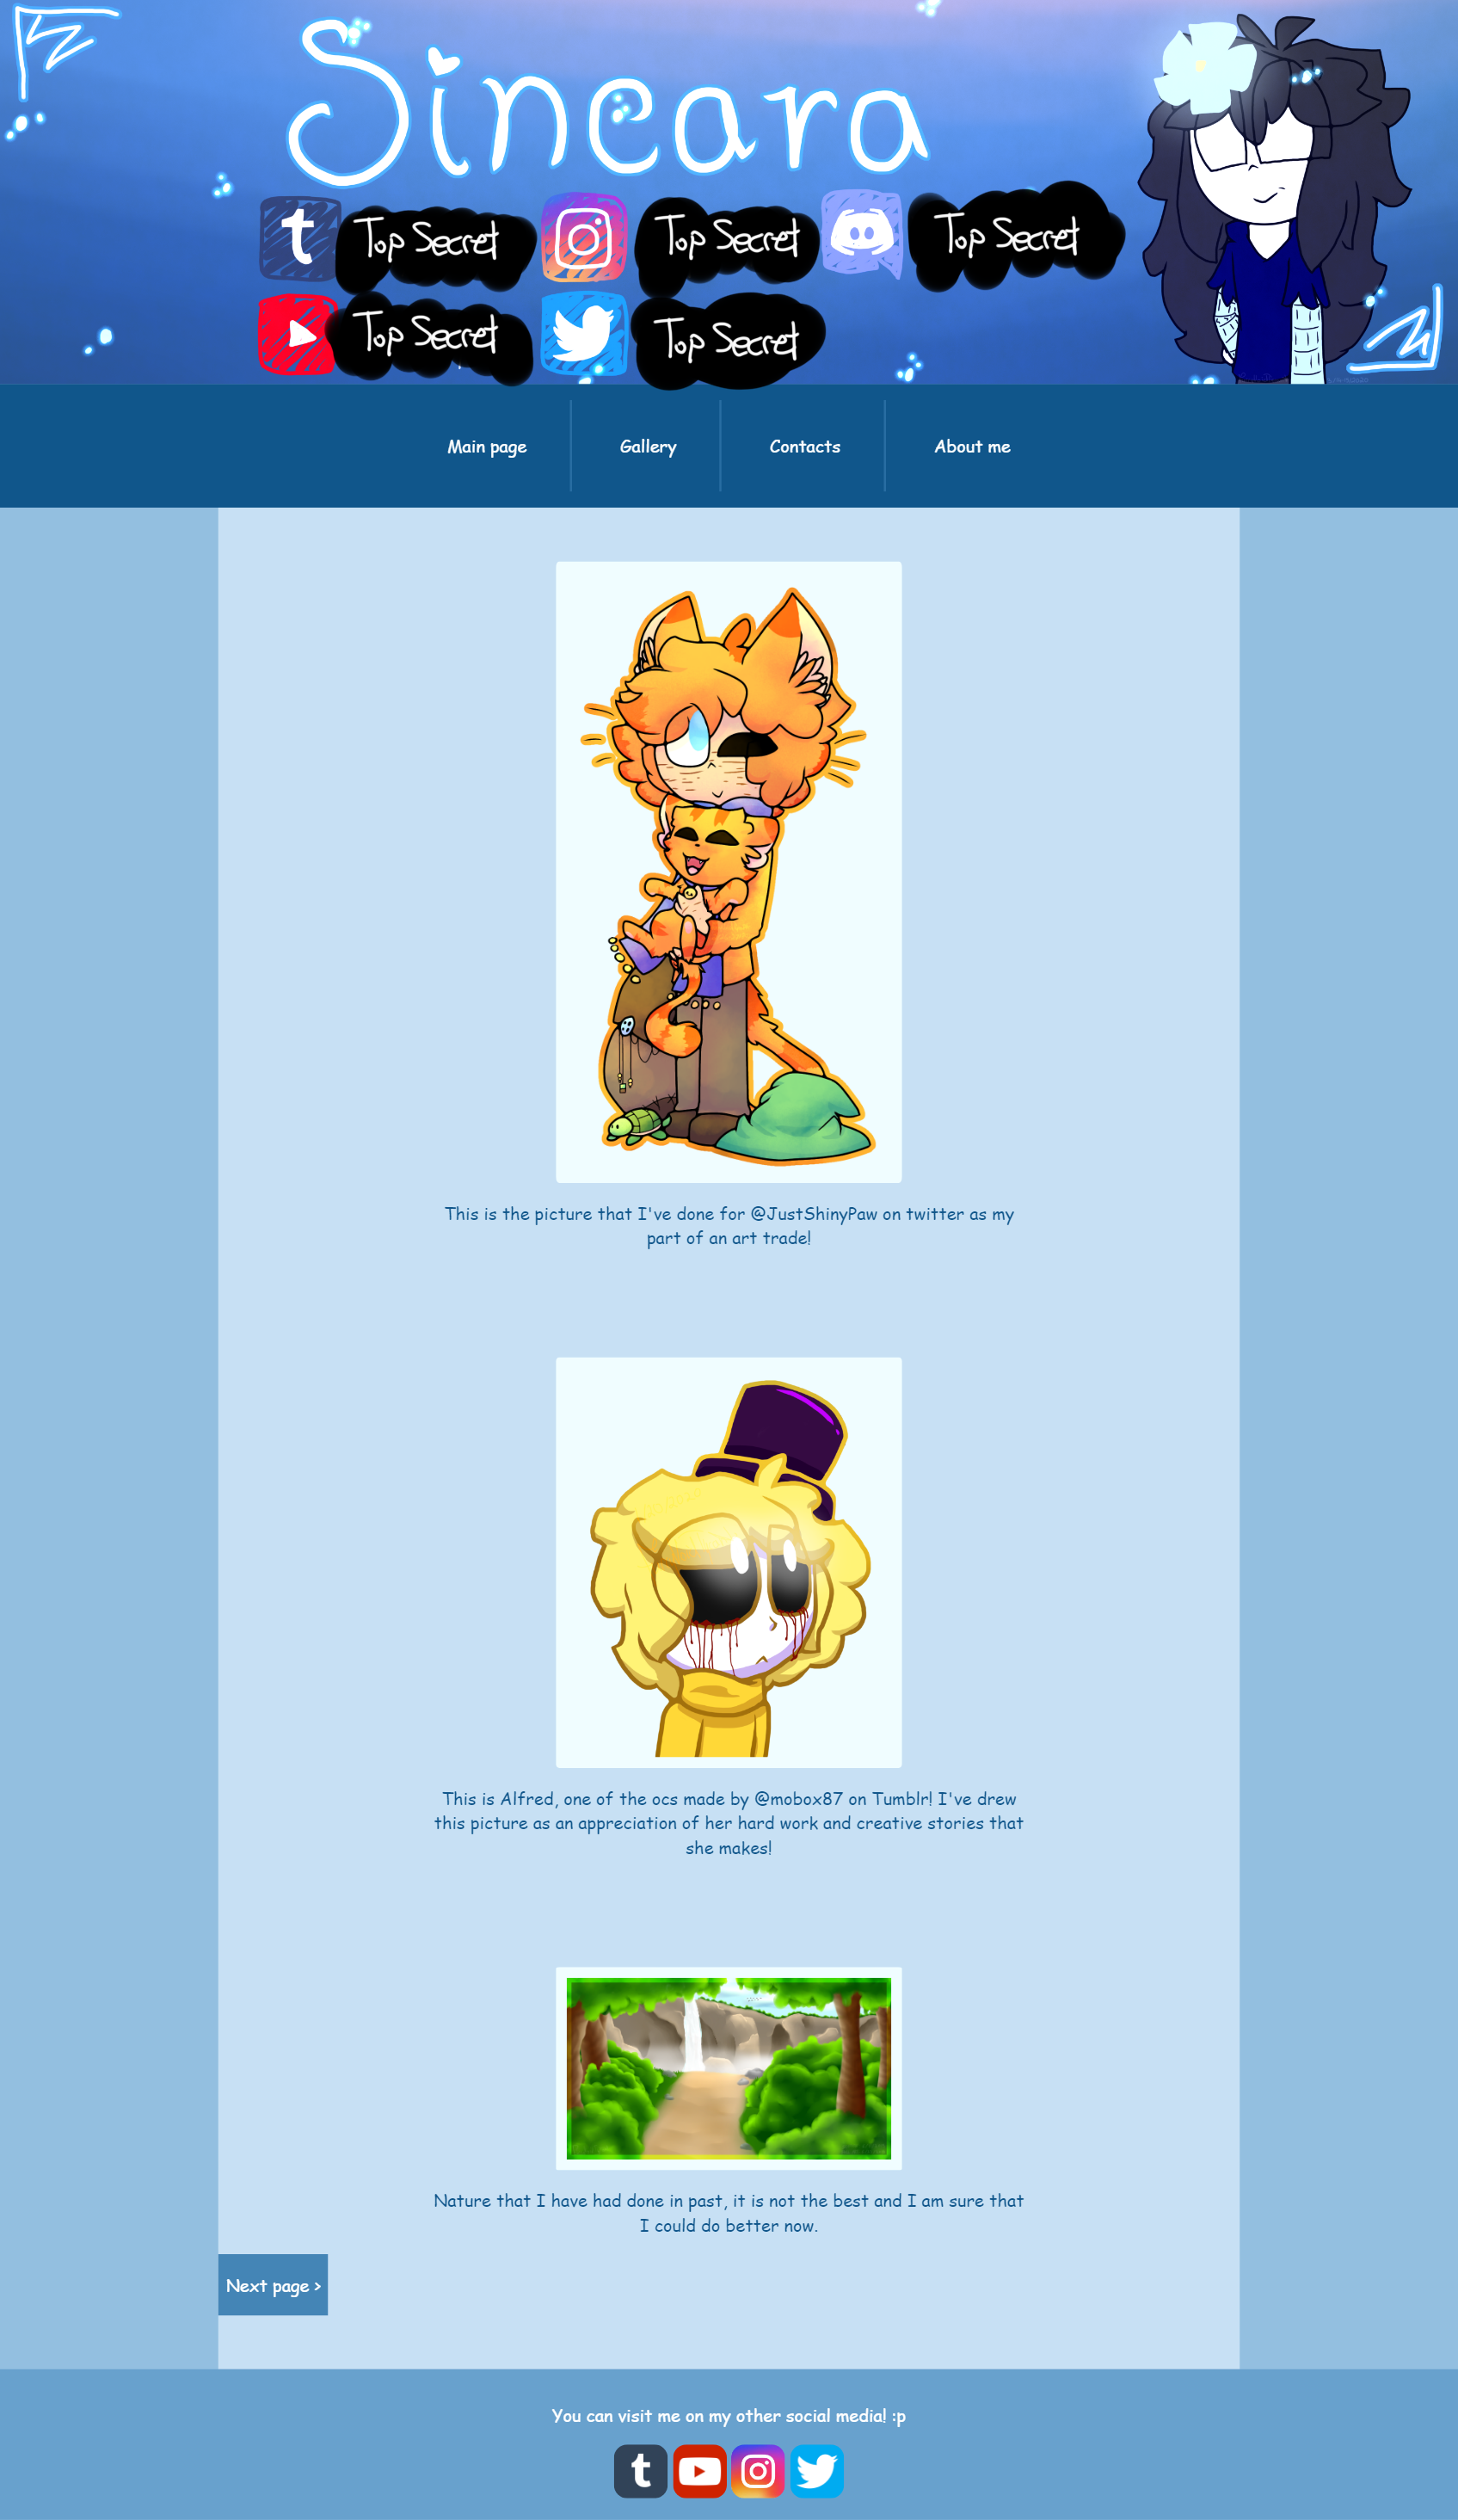 Sincara
Top Secret
Top Secret
Top Secret
Top Secret
Top Secret
Main page
Gallery
Contacts
About me
This is the picture that I've done for @JustShinyPaw on twitter as my
part of an art trade!
This is Alfred, one of the ocs made by @mobox87 on Tumblr! I've drew
this picture as an appreciation of her hard work and creative stories that
she makes!
Nature that I have had done in past, it is not the best and I am sure that
I could do better now.
Next page >
You can visit me on my other social media! :p